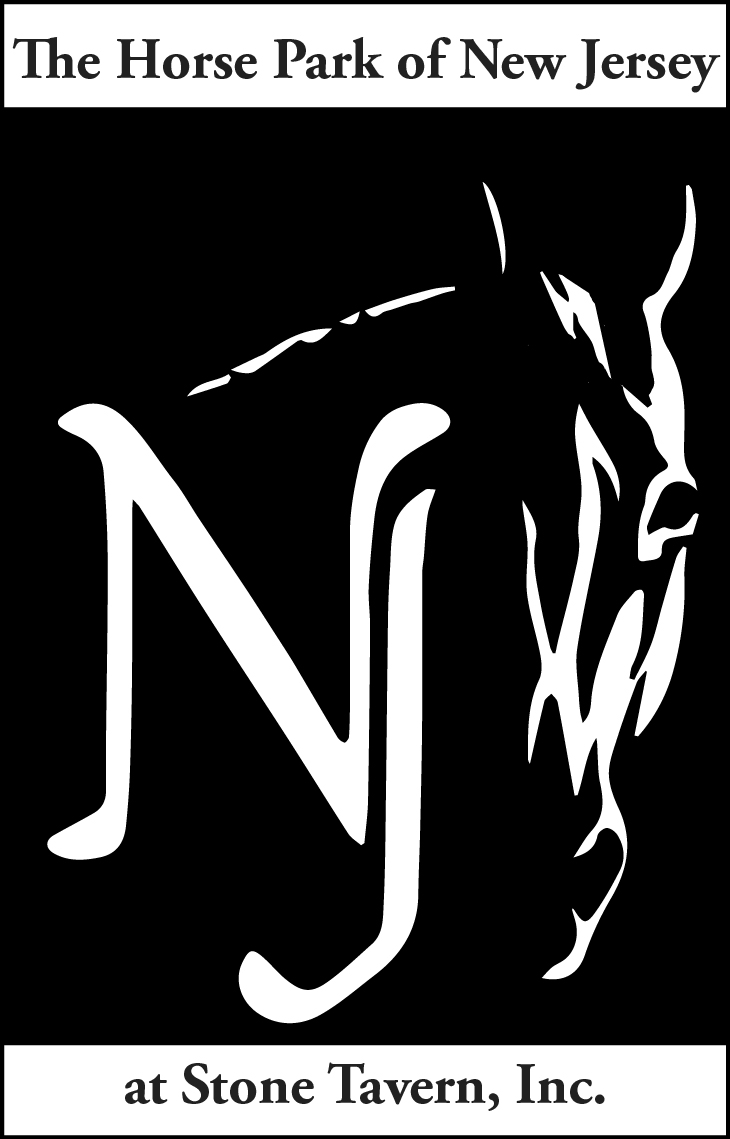 The Horse Park of New Jersey
NJ
at Stone Tavern, Inc.